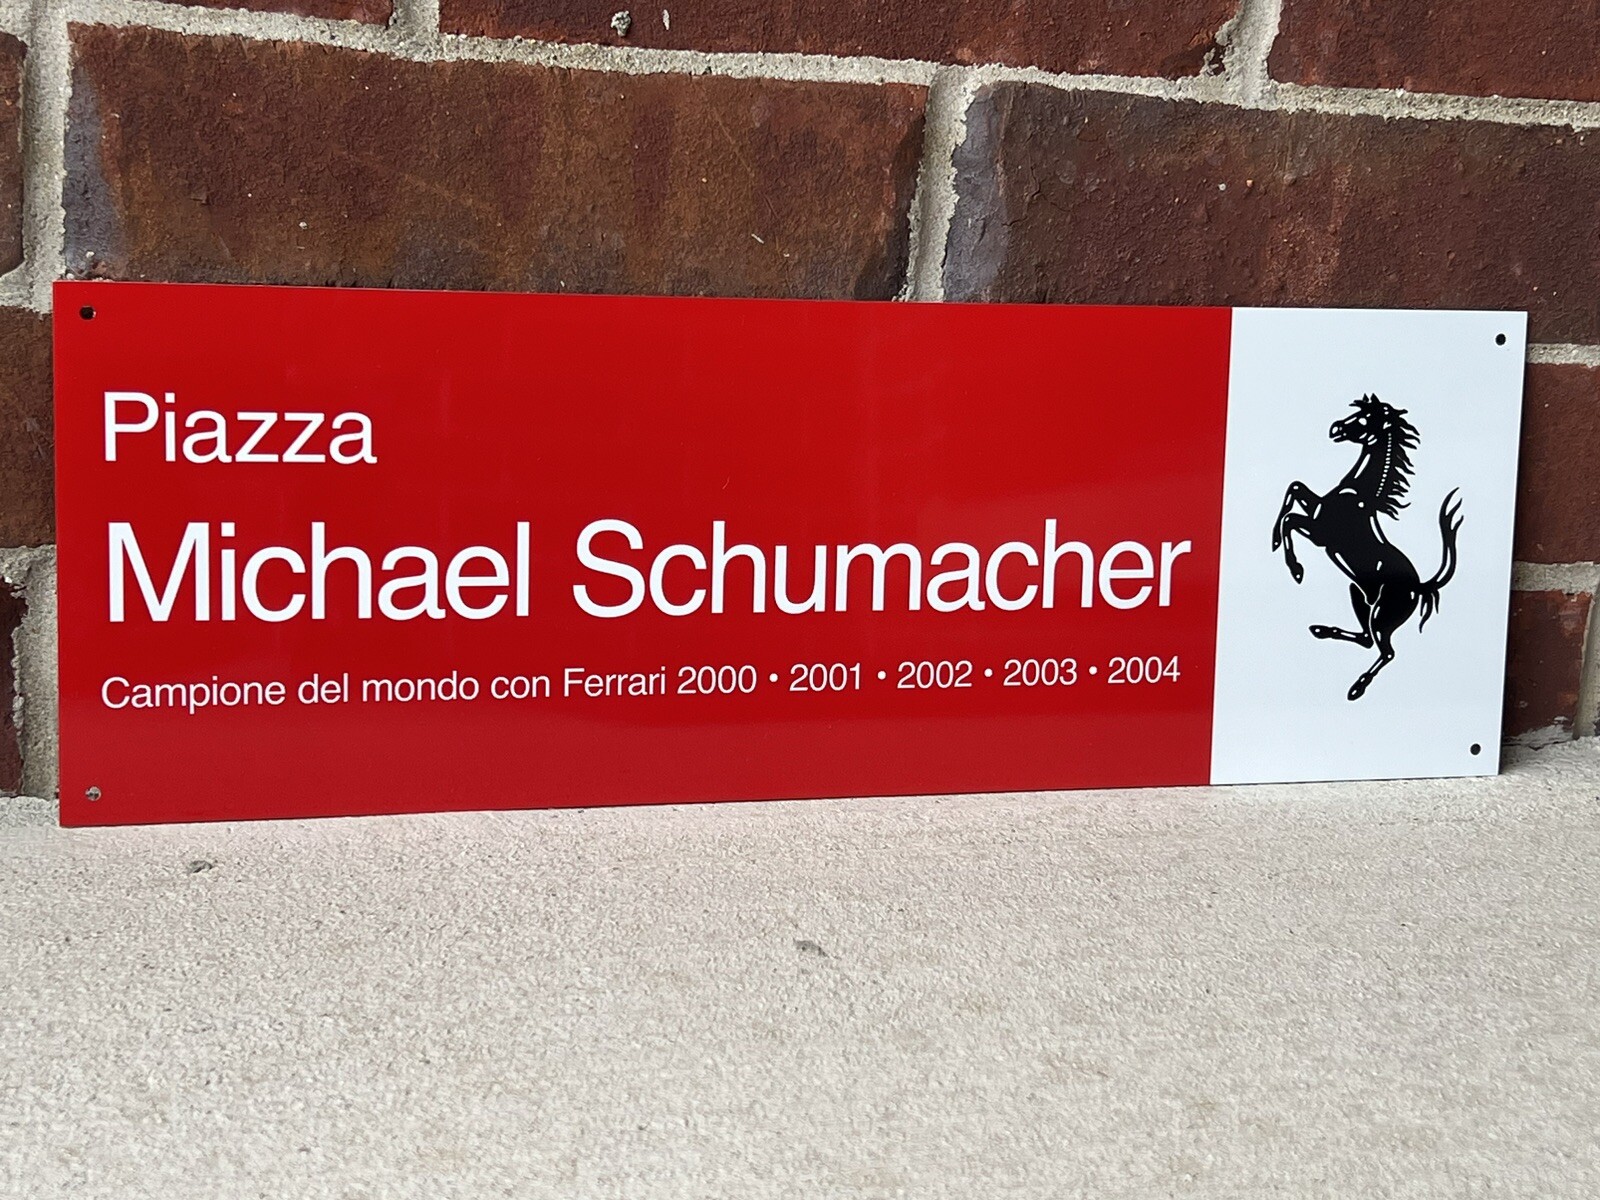 Piazza
Michael Schumacher
Campione del mondo con Ferrari 2000 • 2001 • 2002 • 2003 • 2004